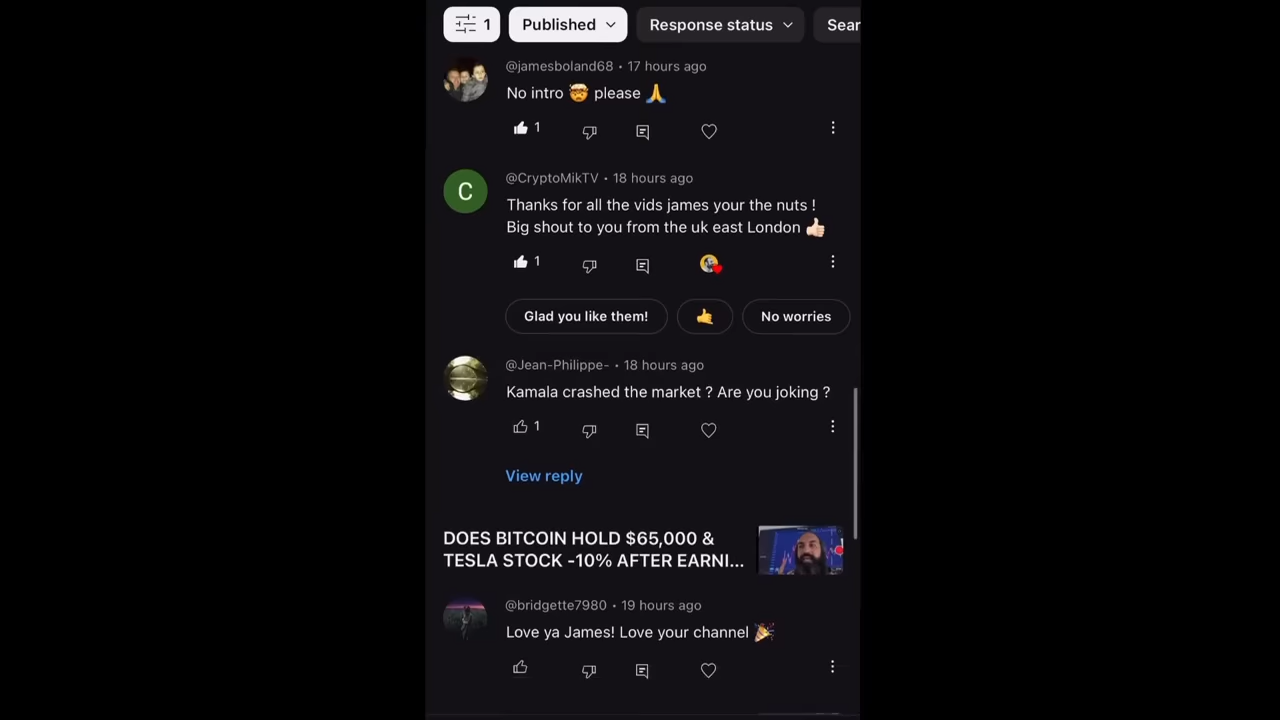 1 Published Response status Sear
@jamesboland68 • 17 hours ago
No intro 🤯 please 🙏
1
@CryptoMikTV • 18 hours ago
C
Thanks for all the vids james your the nuts !
Big shout to you from the uk east London 👍🏻
1
Glad you like them! 🤙 No worries
@Jean-Philippe- • 18 hours ago
Kamala crashed the market ? Are you joking ?
1
View reply
DOES BITCOIN HOLD $65,000 &
TESLA STOCK -10% AFTER EARNI...
@bridgette7980 • 19 hours ago
Love ya James! Love your channel 🎉